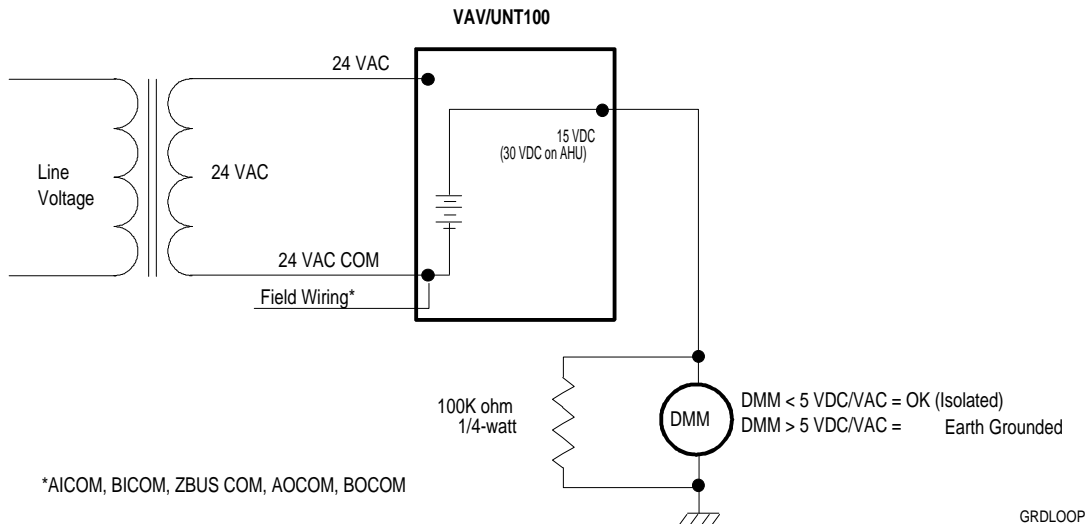 VAV/UNT100
24 VAC
15 VDC
(30 VDC on AHU)
Line
Voltage
24 VAC
24 VAC COM
Field Wiring*
100K ohm
1/4-watt
DMM
DMM < 5 VDC/VAC = OK (Isolated)
DMM > 5 VDC/VAC = Earth Grounded
*AICOM, BICOM, ZBUS COM, AOCOM, BOCOM
GRDLOOP